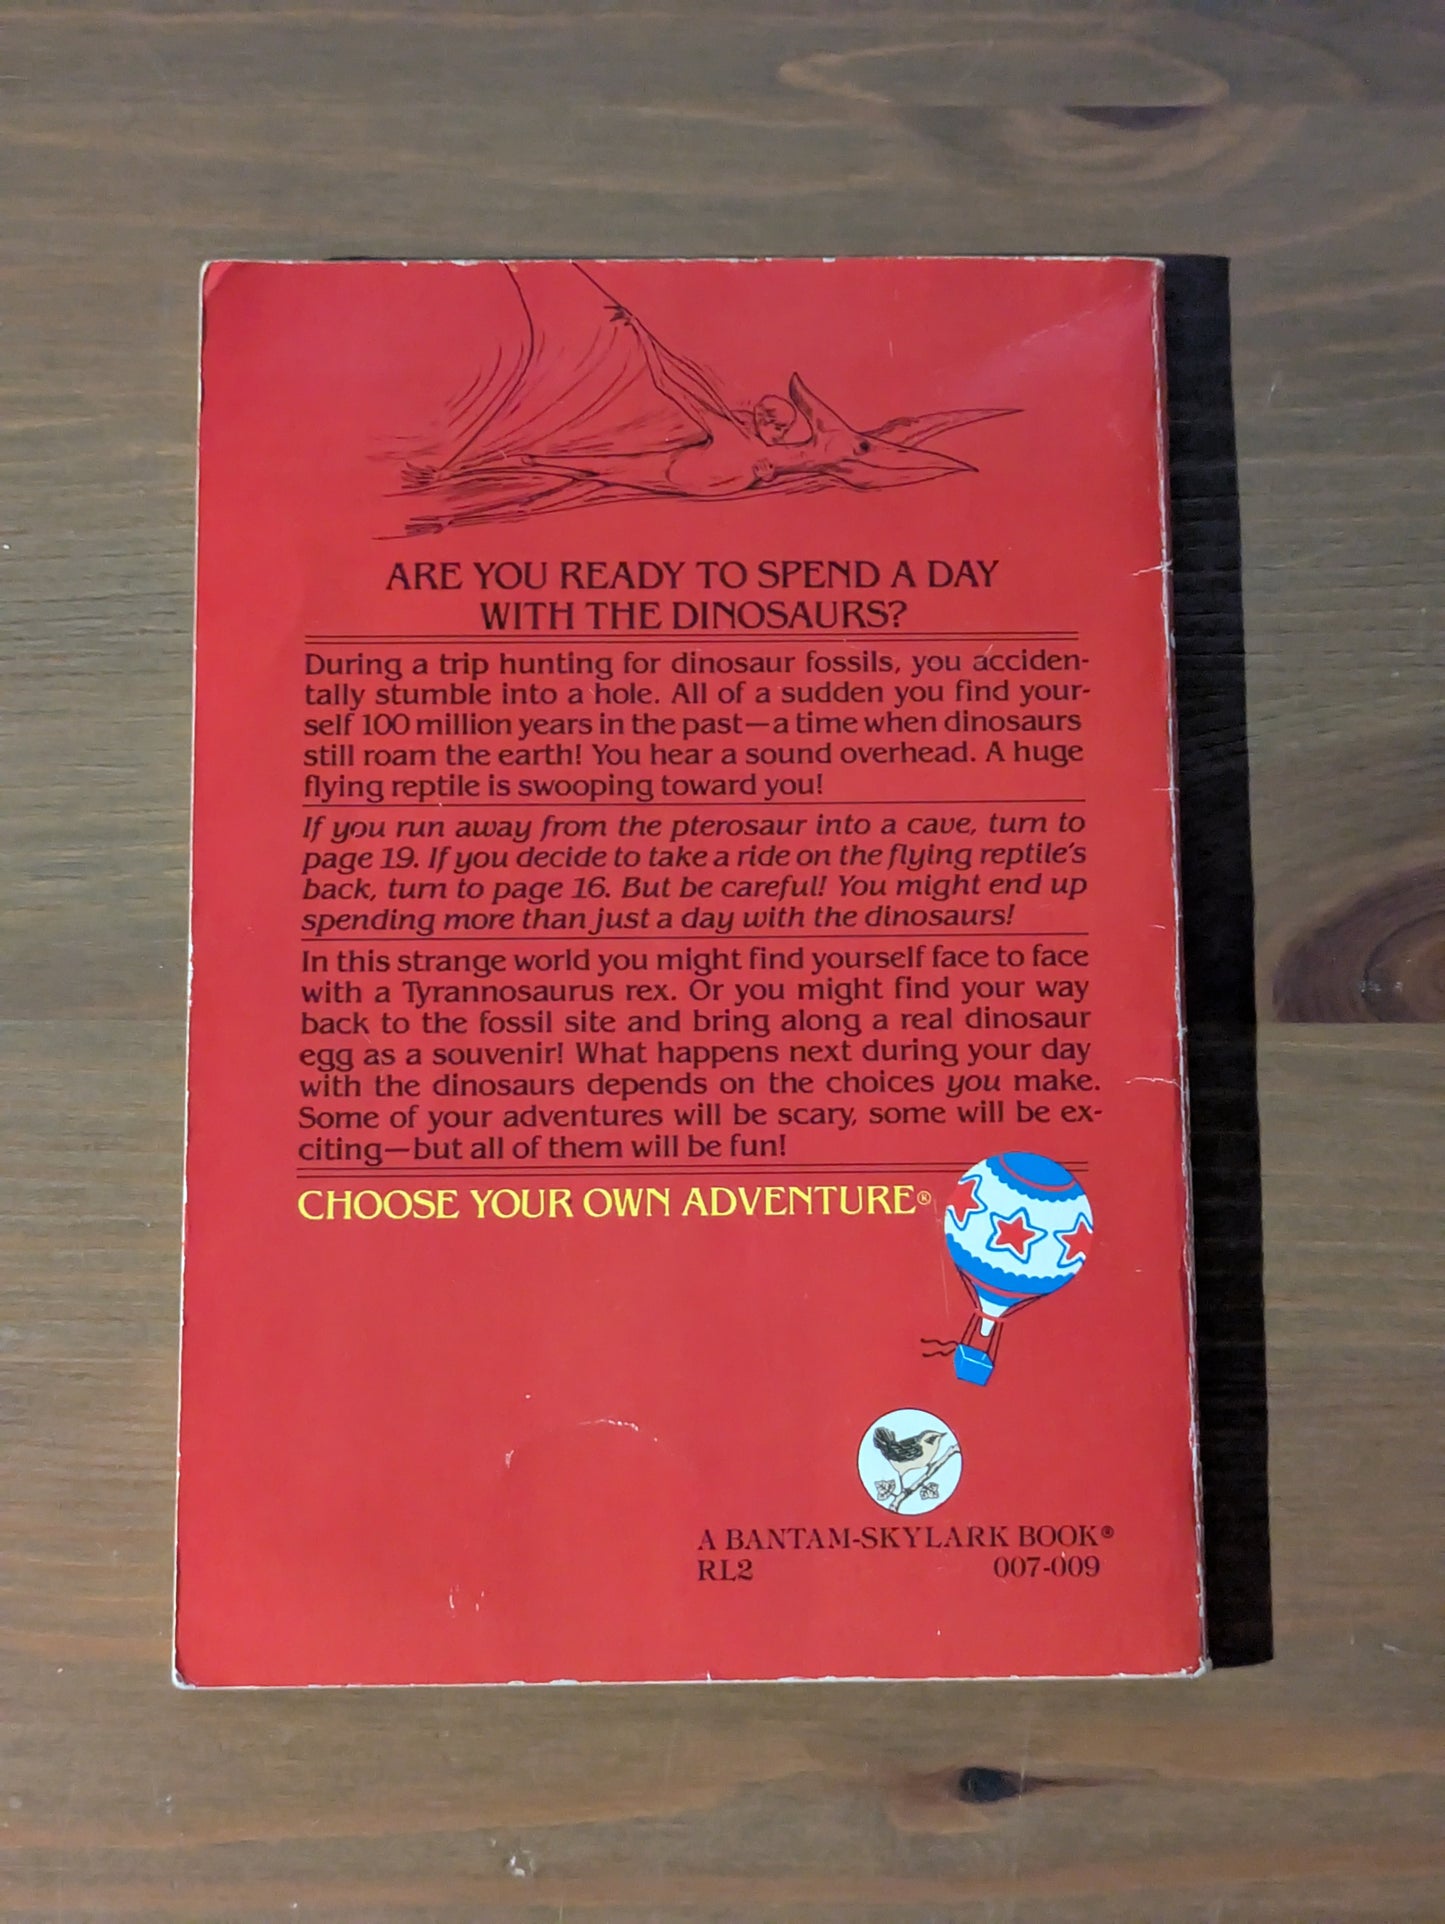 ARE YOU READY TO SPEND A DAY
WITH THE DINOSAURS?
During a trip hunting for dinosaur fossils, you acciden-
tally stumble into a hole. All of a sudden you find your-
self 100 million years in the past—a time when dinosaurs
still roam the earth! You hear a sound overhead. A huge
flying reptile is swooping toward you!
If you run away from the pterosaur into a cave, turn to
page 19. If you decide to take a ride on the flying reptile's
back, turn to page 16. But be careful! You might end up
spending more than just a day with the dinosaurs!
In this strange world you might find yourself face to face
with a Tyrannosaurus rex. Or you might find your way
back to the fossil site and bring along a real dinosaur
egg as a souvenir! What happens next during your day
with the dinosaurs depends on the choices you make.
Some of your adventures will be scary, some will be ex-
citing—but all of them will be fun!
CHOOSE YOUR OWN ADVENTURE®
A BANTAM-SKYLARK BOOK®
RL2 007-009